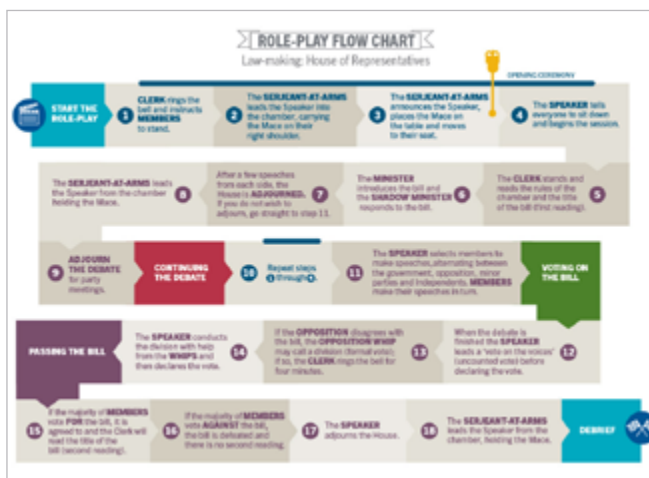 ROLE-PLAY FLOW CHART
Law-making: House of Representatives
OPENING CEREMONY
START THE
ROLE-PLAY
1
CLERK rings the
bell and instructs
MEMBERS
to stand.
2
The SERJEANT-AT-ARMS
leads the Speaker into
the chamber, carrying
the Mace on their
right shoulder.
3
The SERJEANT-AT-ARMS
announces the Speaker,
places the Mace on
the table and moves
to their seat.
4
The SPEAKER tells
everyone to sit down
and begins the session.
5
The CLERK stands and
reads the rules of the
chamber and the title
of the bill (first reading).
6
The MINISTER
introduces the bill and
the SHADOW MINISTER
responds to the bill.
7
After a few speeches
from each side, the
House is ADJOURNED.
If you do not wish to
adjourn, go straight to step 11.
8
The SERJEANT-AT-ARMS leads
the Speaker from the chamber
holding the Mace.
9
ADJOURN
THE DEBATE
for party
meetings.
CONTINUING
THE DEBATE
10
Repeat steps
through
11
The SPEAKER selects members to
make speeches, alternating between
the government, opposition, minor
parties and independents. MEMBERS
make their speeches in turn.
VOTING ON
THE BILL
12
When the debate is
finished the SPEAKER
leads a 'vote on the voices'
(uncounted vote) before
declaring the vote.
13
If the OPPOSITION disagrees with
the bill, the OPPOSITION WHIP
may call a division (formal vote);
if so, the CLERK rings the bell for
four minutes.
14
The SPEAKER conducts
the division with help
from the WHIPS and
then declares the vote.
PASSING THE BILL
15
If the majority of MEMBERS
vote FOR the bill, it is
agreed to and the Clerk will
read the title of the
bill (second reading).
16
If the majority of MEMBERS
vote AGAINST the bill,
the bill is defeated and
there is no second reading.
17
The SPEAKER
adjourns the House.
18
The SERJEANT-AT-ARMS
leads the Speaker from the
chamber, holding the Mace.
DEBRIEF